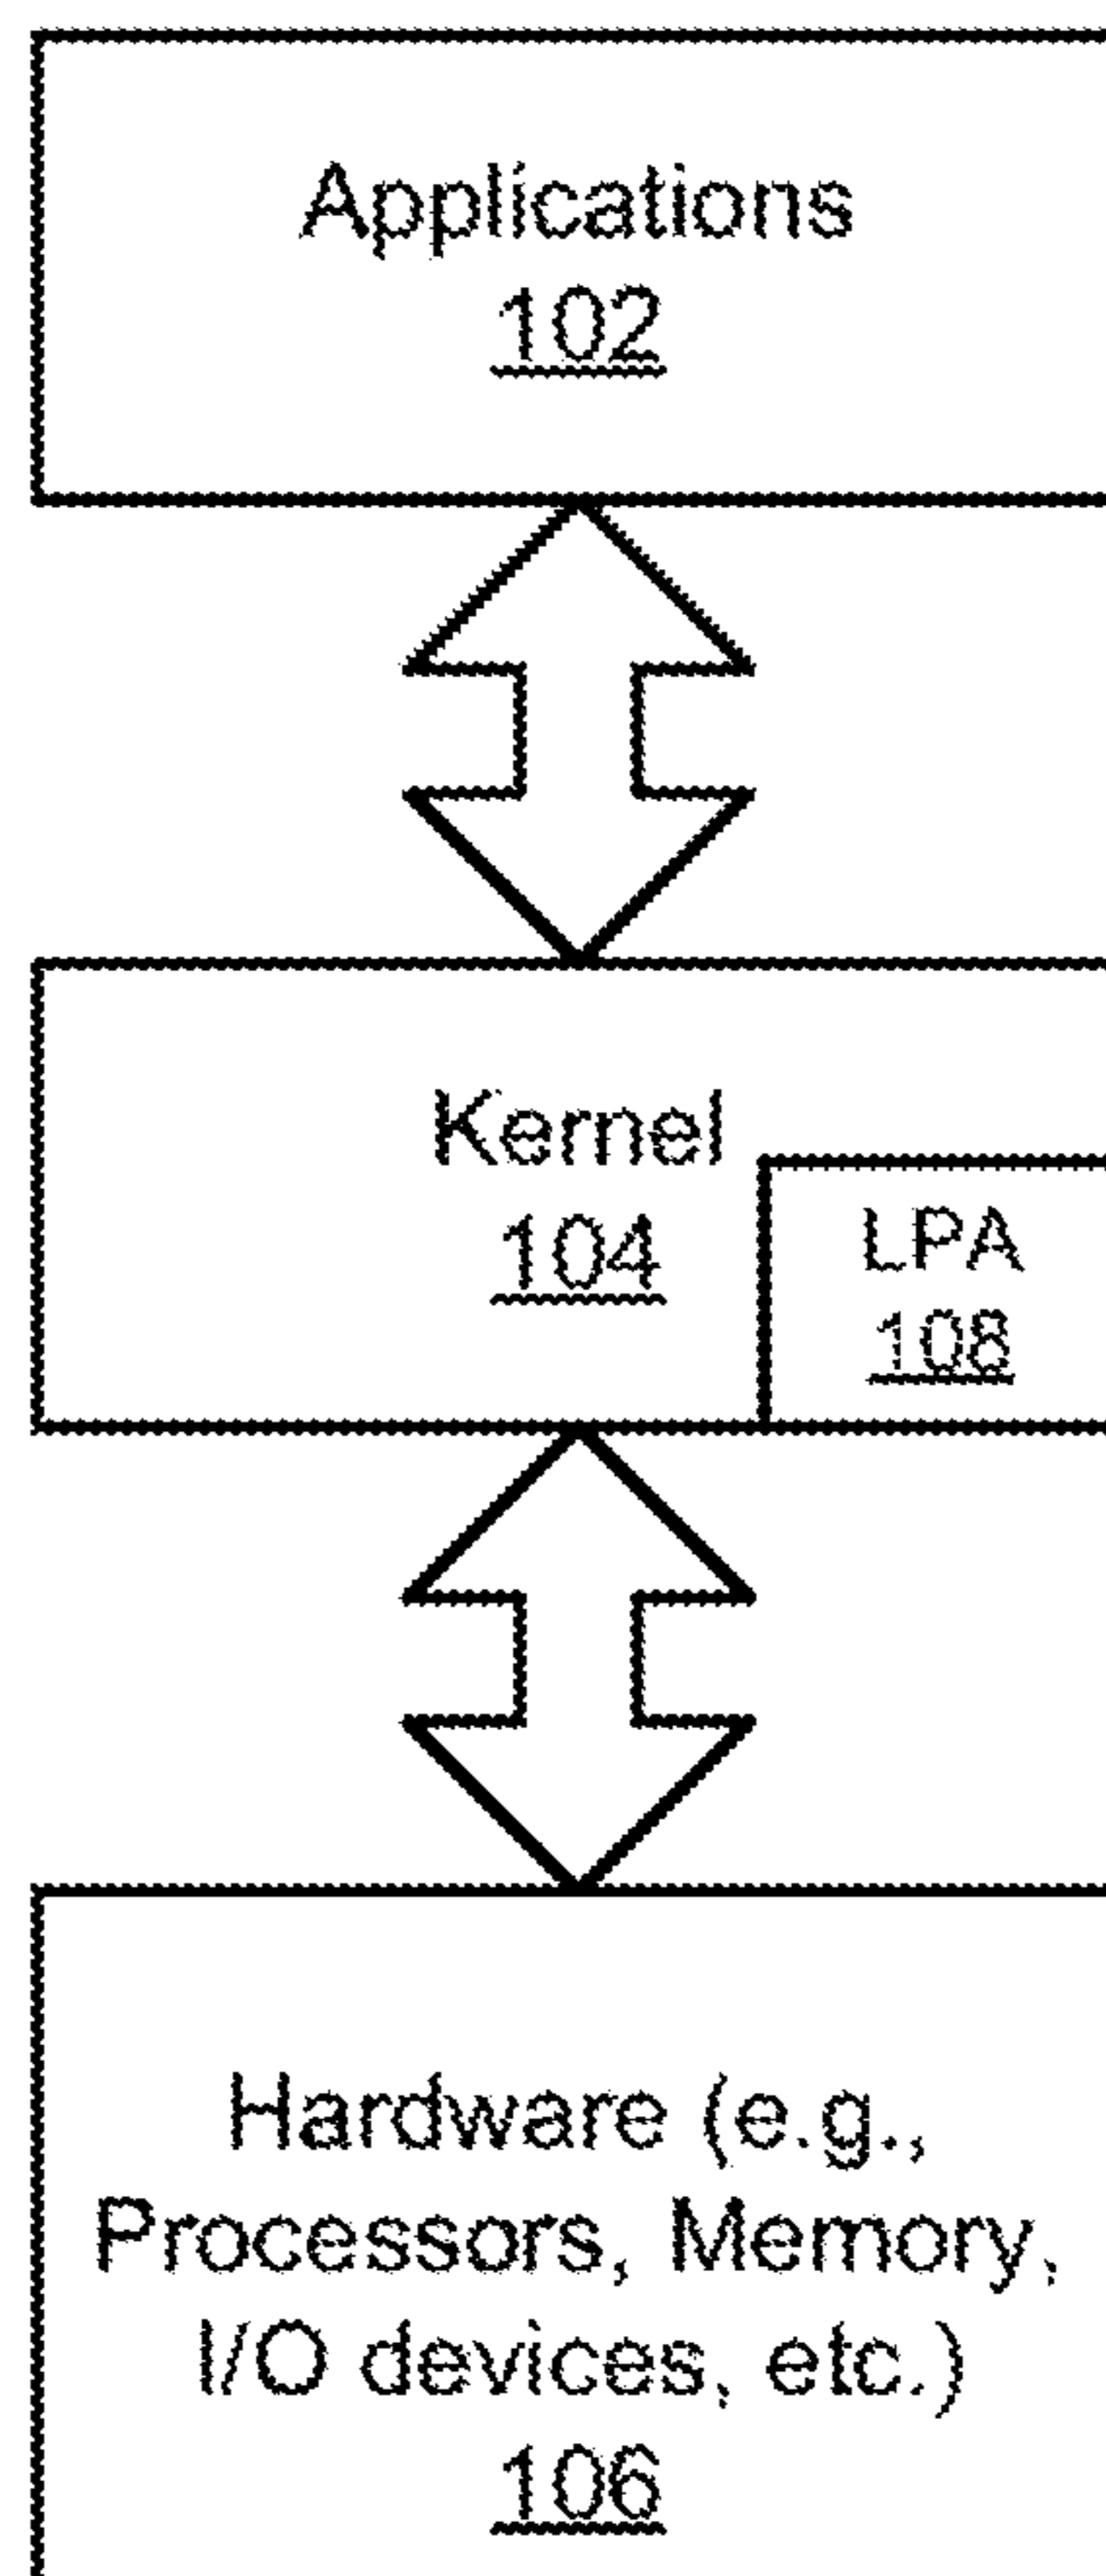 Applications
102
Kernel
104
LPA
108
Hardware (e.g.,
Processors, Memory,
I/O devices, etc.)
106